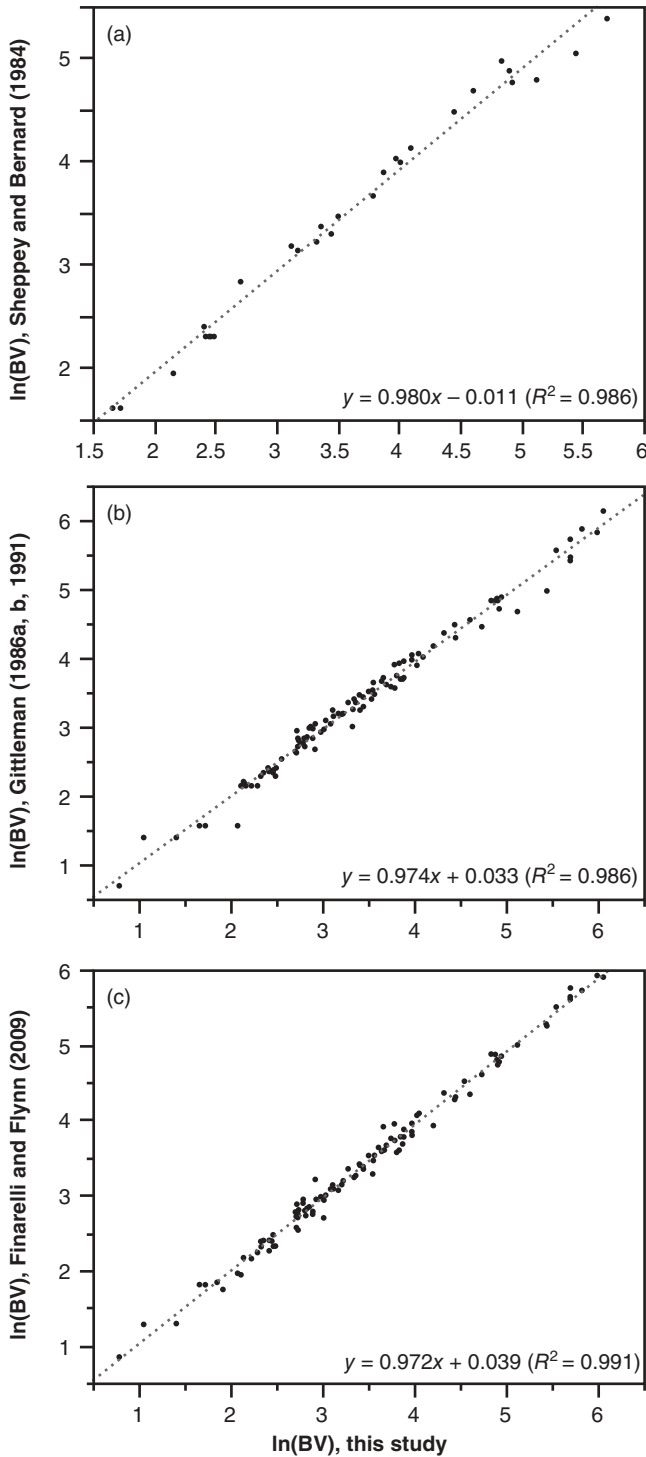 (a)
ln(BV), Sheppey and Bernard (1984)
5
4
3
2
y = 0.980x – 0.011 (R² = 0.986)
1.5 2 2.5 3 3.5 4 4.5 5 5.5 6
(b)
ln(BV), Gittleman (1986a, b, 1991)
6
5
4
3
2
1
y = 0.974x + 0.033 (R² = 0.986)
1 2 3 4 5 6
(c)
ln(BV), Finarelli and Flynn (2009)
6
5
4
3
2
1
y = 0.972x + 0.039 (R² = 0.991)
1 2 3 4 5 6
ln(BV), this study